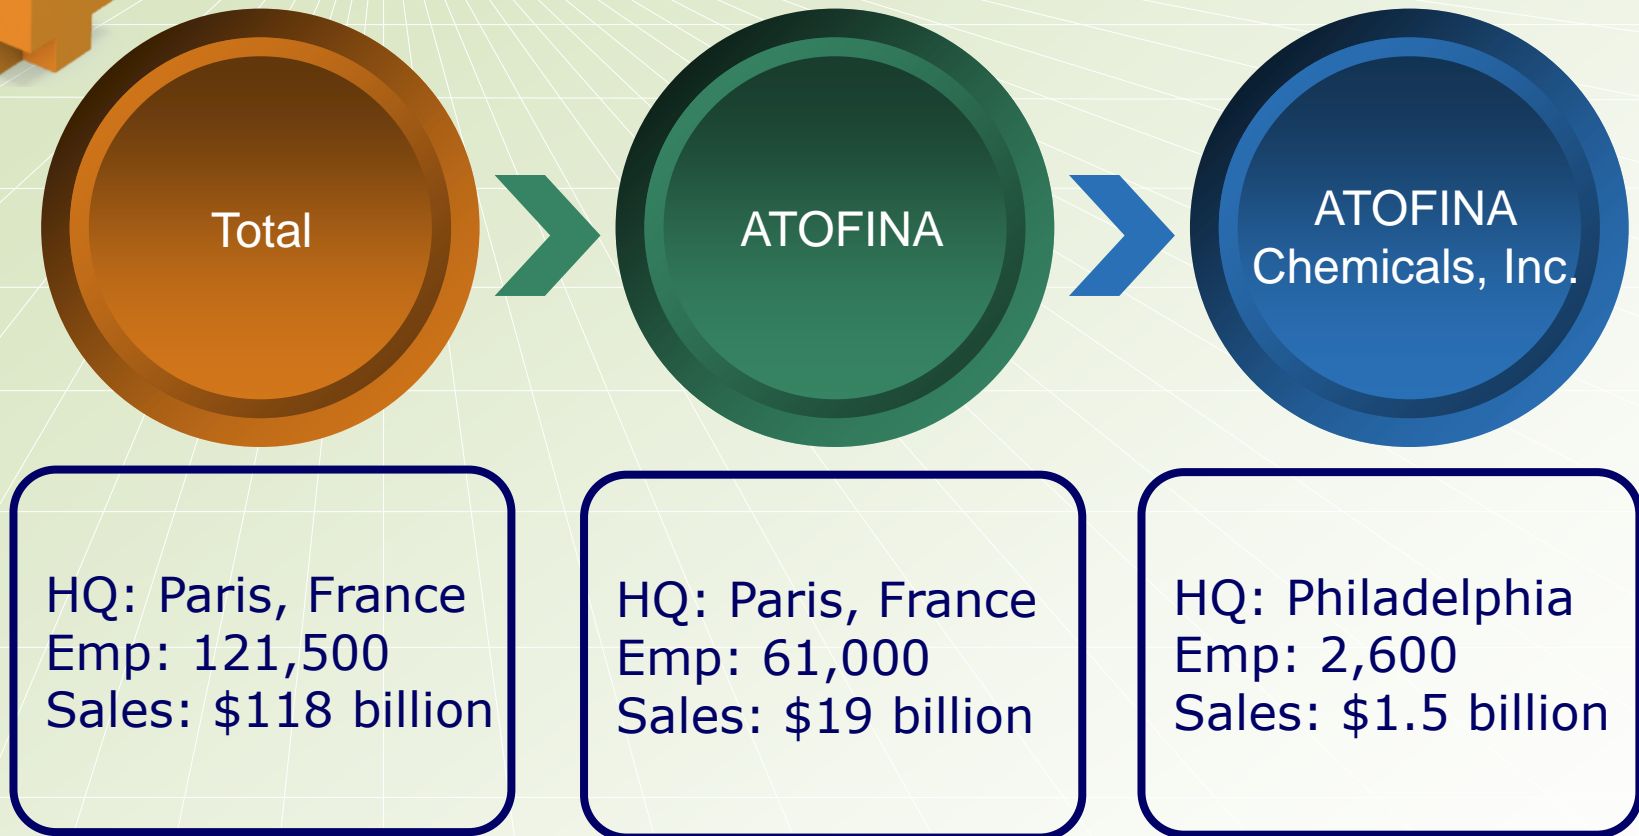 Total
ATOFINA
ATOFINA
Chemicals, Inc.
HQ: Paris, France
Emp: 121,500
Sales: $118 billion
HQ: Paris, France
Emp: 61,000
Sales: $19 billion
HQ: Philadelphia
Emp: 2,600
Sales: $1.5 billion